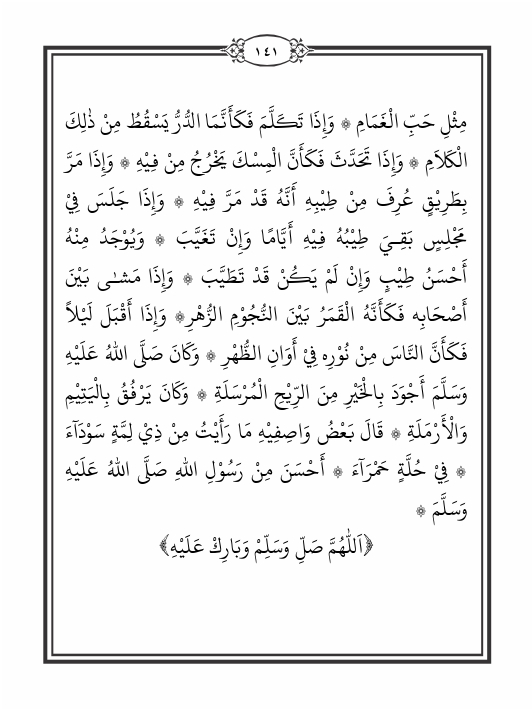 ١٤١
مِثْلِ حَبِّ الْغَمَامِ ۞ وَإِذَا تَكَلَّمَ فَكَأَنَّمَا الدُّرُّ يَسْقُطُ مِنْ ذٰلِكَ
الْكَلَامِ ۞ وَإِذَا تَحَدَّثَ فَكَأَنَّ الْمِسْكَ يَخْرُجُ مِنْ فِيْهِ ۞ وَإِذَا مَرَّ
بِطَرِيْقٍ عُرِفَ مِنْ طِيْبِهِ أَنَّهُ قَدْ مَرَّ فِيْهِ ۞ وَإِذَا جَلَسَ فِيْ
مَجْلِسٍ بَقِيَ طِيْبُهُ فِيْهِ أَيَّامًا وَإِنْ تَغَيَّبَ ۞ وَيُوْجَدُ مِنْهُ
أَحْسَنُ طِيْبٍ وَإِنْ لَمْ يَكُنْ قَدْ تَطَيَّبَ ۞ وَإِذَا مَشٰى بَيْنَ
أَصْحَابِه فَكَأَنَّهُ الْقَمَرُ بَيْنَ النُّجُوْمِ الزُّهْرِ۞ وَإِذَا أَقْبَلَ لَيْلاً
فَكَأَنَّ النَّاسَ مِنْ نُوْرِه فِيْ أَوَانِ الظُّهْرِ ۞ وَكَانَ صَلَّى اللهُ عَلَيْهِ
وَسَلَّمَ أَجْوَدَ بِالْخَيْرِ مِنَ الرِّيْحِ الْمُرْسَلَةِ ۞ وَكَانَ يَرْفُقُ بِالْيَتِيْمِ
وَالْأَرْمَلَةِ ۞ قَالَ بَعْضُ وَاصِفِيْهِ مَا رَأَيْتُ مِنْ ذِيْ لِمَّةٍ سَوْدَآءَ
۞ فِيْ حُلَّةٍ حَمْرَآءَ ۞ أَحْسَنَ مِنْ رَسُوْلِ اللهِ صَلَّى اللهُ عَلَيْهِ
وَسَلَّمَ ۞
﴿اَللّٰهُمَّ صَلِّ وَسَلِّمْ وَبَارِكْ عَلَيْهِ﴾